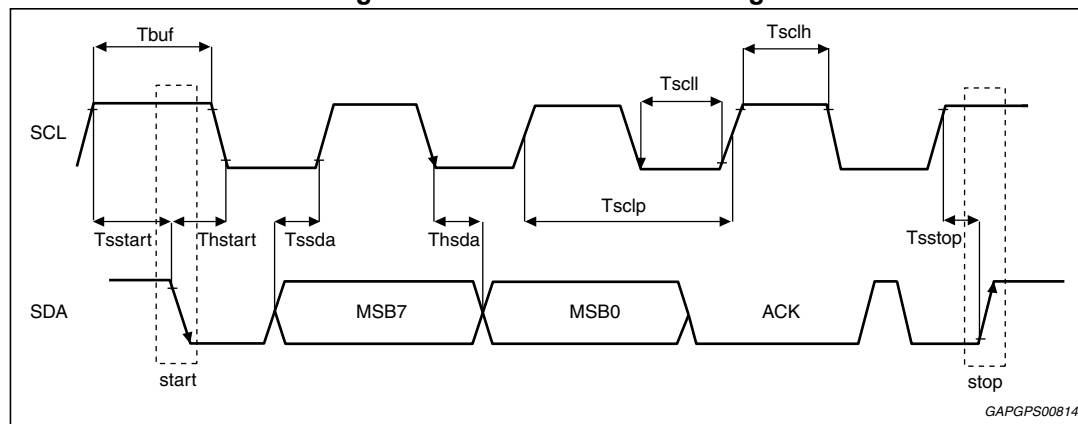 Tbuf
Tsclh
Tscll
SCL
Tsclp
Tsstart
Thstart
Tssda
Thsda
Tsstop
SDA
MSB7
MSB0
ACK
start
stop
GAPGPS00814